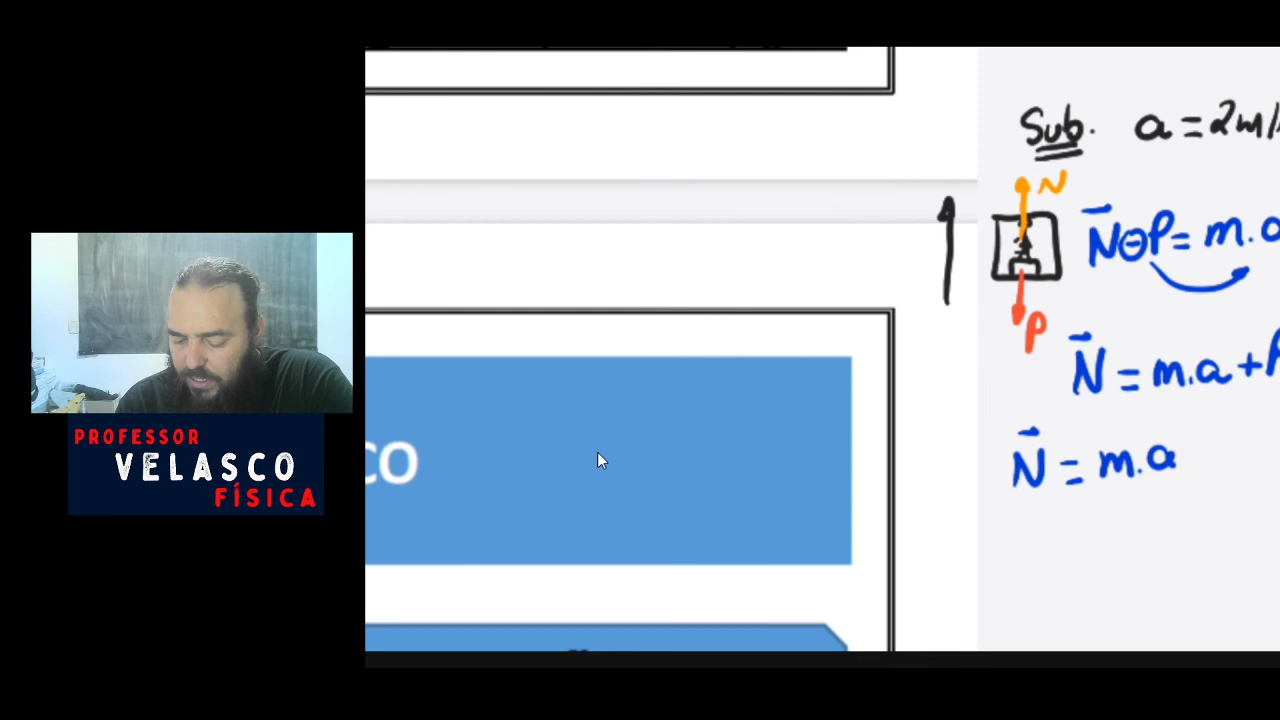 Sub. a = 2m/
N
N⊖P = m.a
P
N = m.a + P
N = m.a
CO
PROFESSOR
VELASCO
FÍSICA